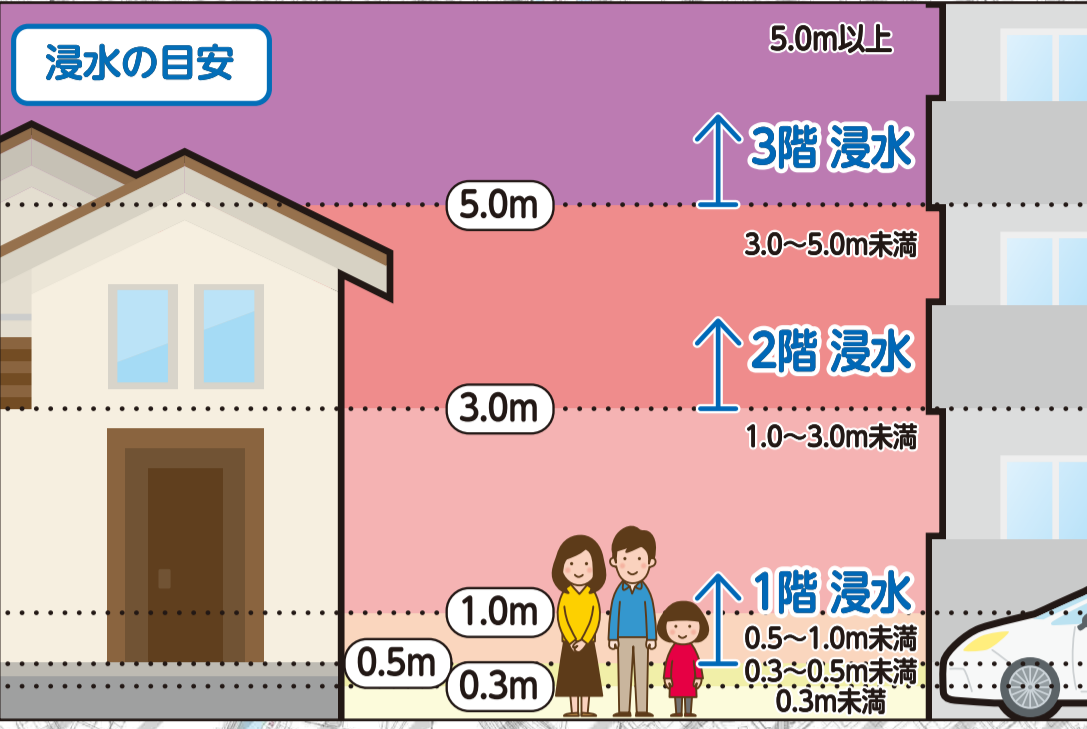 浸水の目安
5.0m以上
3階 浸水
5.0m
3.0～5.0m未満
2階 浸水
3.0m
1.0～3.0m未満
1階 浸水
1.0m
0.5～1.0m未満
0.5m
0.3～0.5m未満
0.3m
0.3m未満